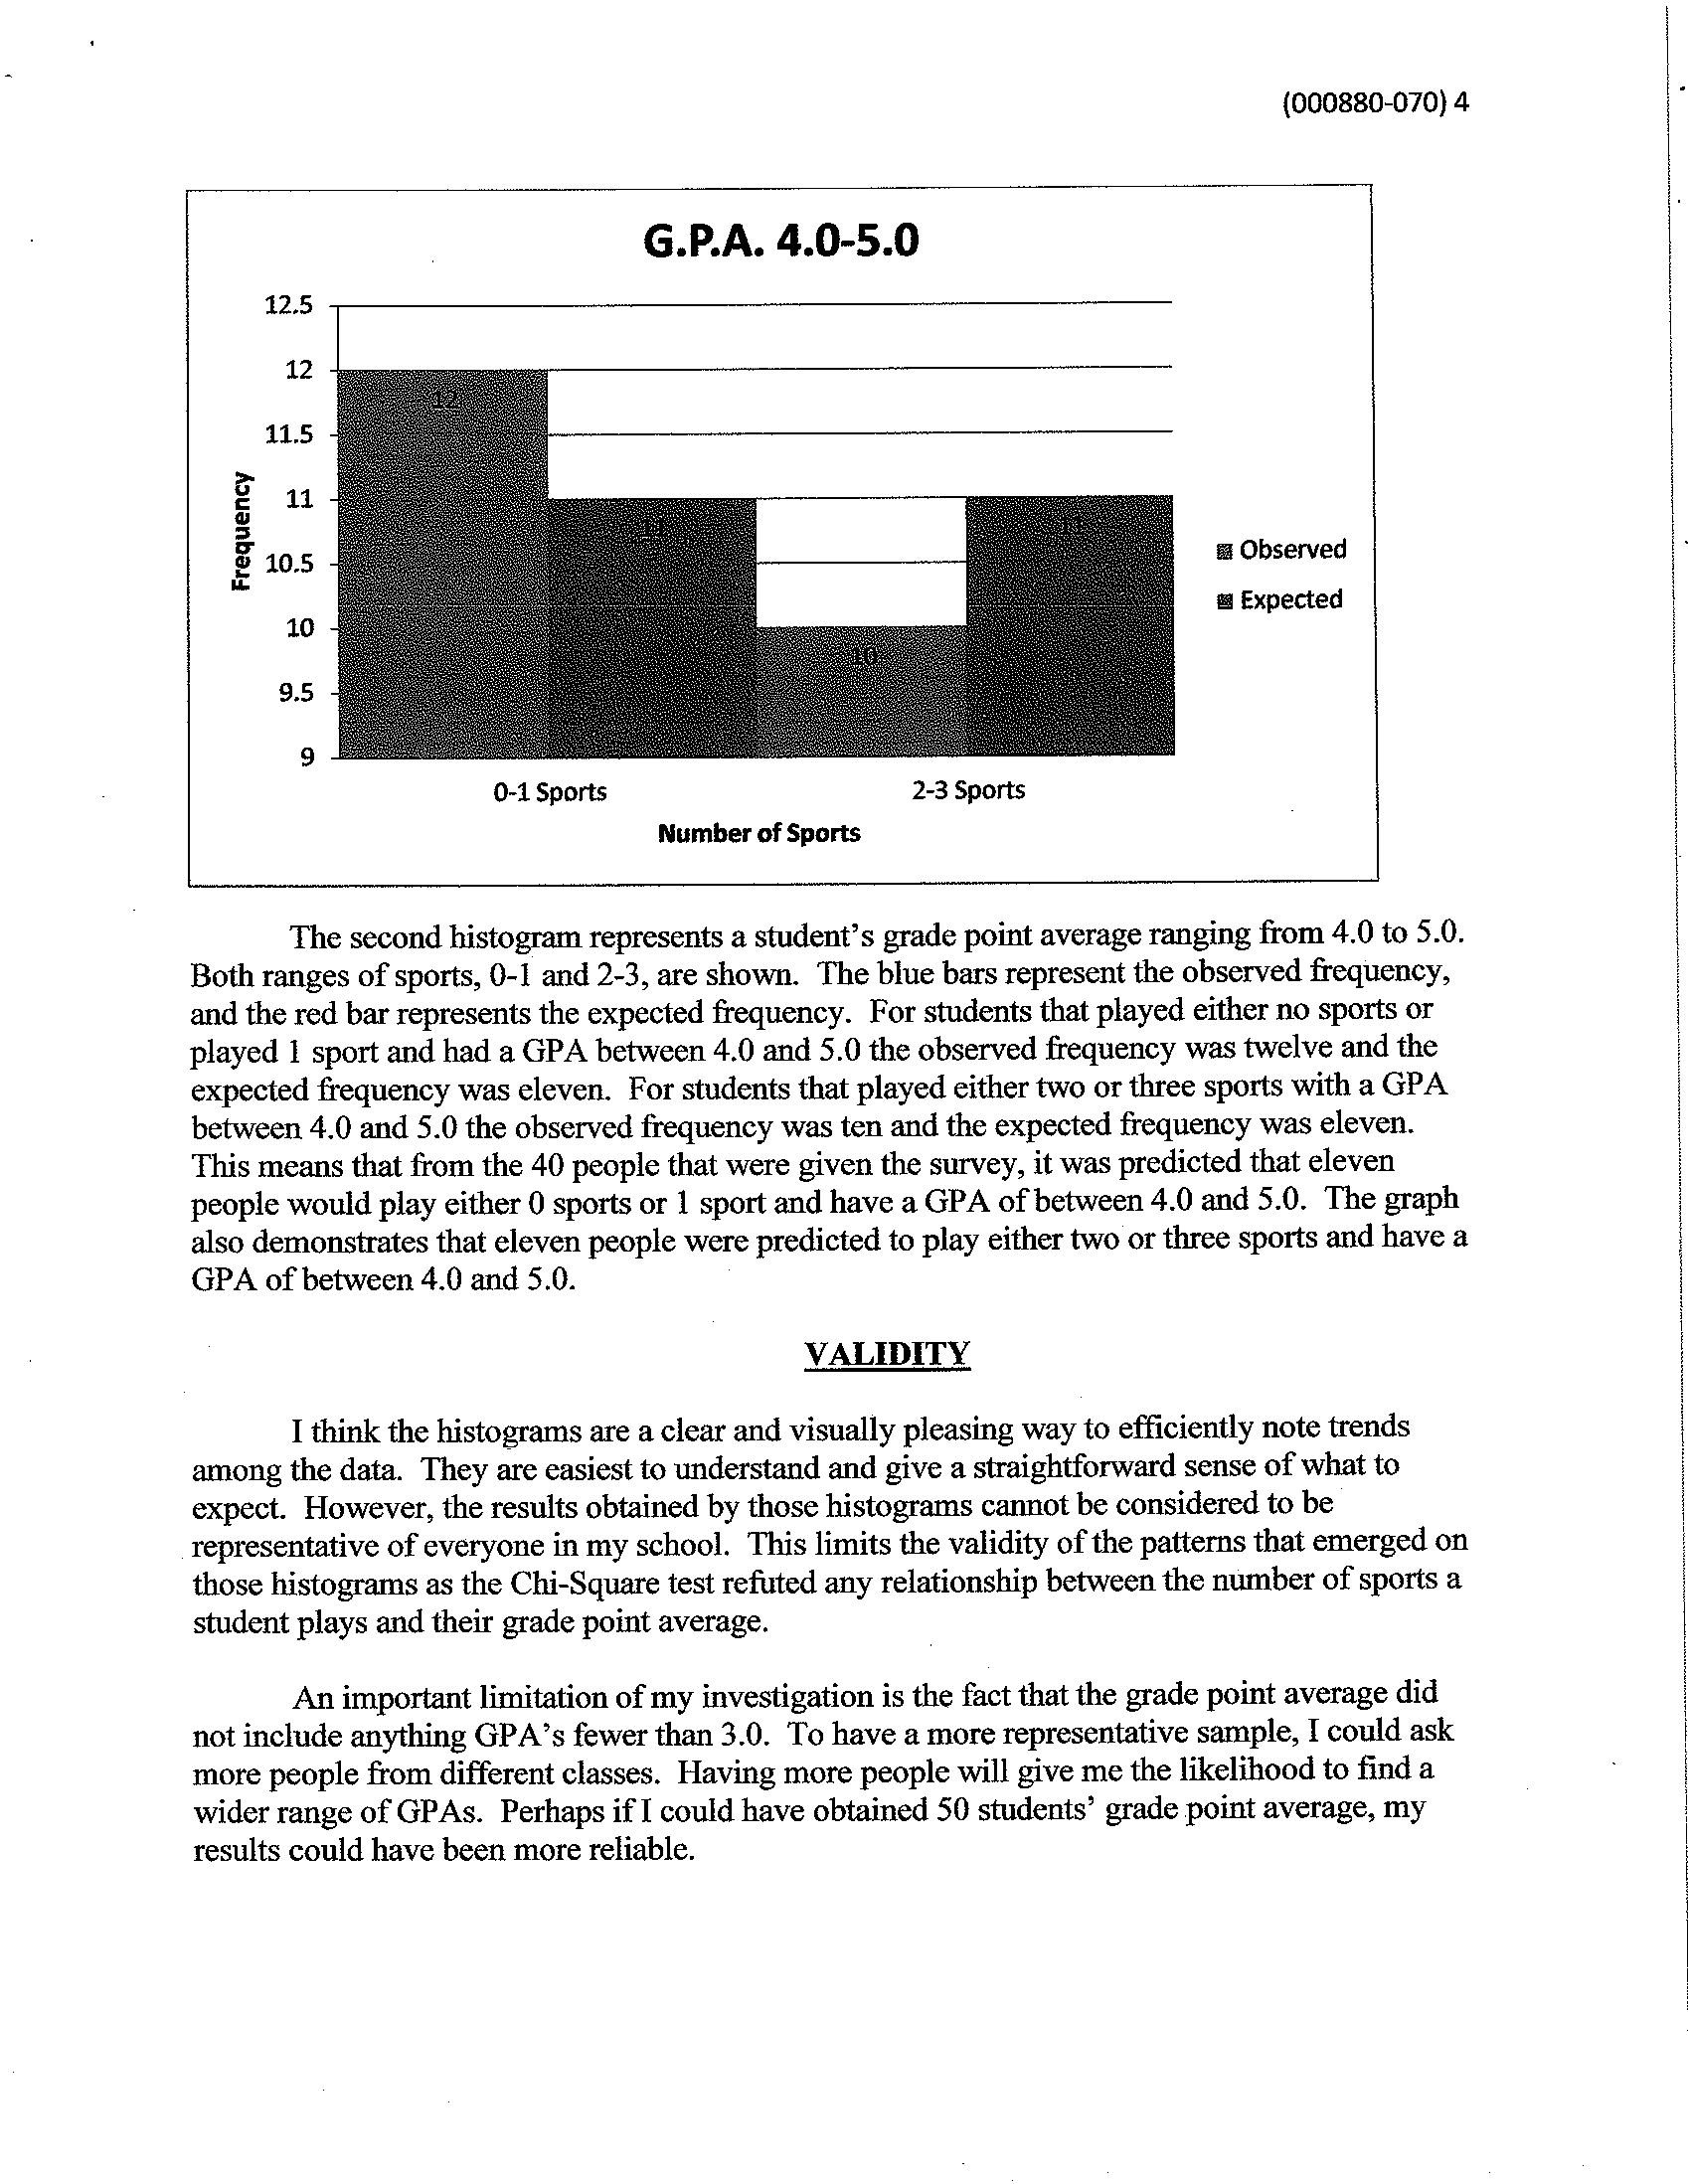 (000880-070) 4
G.P.A. 4.0-5.0
12.5
12
11.5
11
10.5
10
9.5
9
Frequency
12
11
10
11
Observed
Expected
0-1 Sports
2-3 Sports
Number of Sports
The second histogram represents a student's grade point average ranging from 4.0 to 5.0.
Both ranges of sports, 0-1 and 2-3, are shown. The blue bars represent the observed frequency,
and the red bar represents the expected frequency. For students that played either no sports or
played 1 sport and had a GPA between 4.0 and 5.0 the observed frequency was twelve and the
expected frequency was eleven. For students that played either two or three sports with a GPA
between 4.0 and 5.0 the observed frequency was ten and the expected frequency was eleven.
This means that from the 40 people that were given the survey, it was predicted that eleven
people would play either 0 sports or 1 sport and have a GPA of between 4.0 and 5.0. The graph
also demonstrates that eleven people were predicted to play either two or three sports and have a
GPA of between 4.0 and 5.0.
VALIDITY
I think the histograms are a clear and visually pleasing way to efficiently note trends
among the data. They are easiest to understand and give a straightforward sense of what to
expect. However, the results obtained by those histograms cannot be considered to be
representative of everyone in my school. This limits the validity of the patterns that emerged on
those histograms as the Chi-Square test refuted any relationship between the number of sports a
student plays and their grade point average.
An important limitation of my investigation is the fact that the grade point average did
not include anything GPA's fewer than 3.0. To have a more representative sample, I could ask
more people from different classes. Having more people will give me the likelihood to find a
wider range of GPAs. Perhaps if I could have obtained 50 students' grade point average, my
results could have been more reliable.